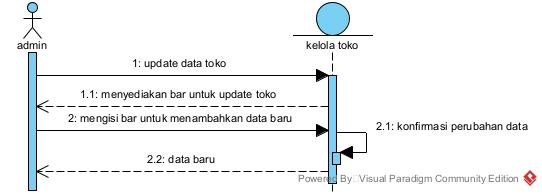 admin
kelola toko
1: update data toko
1.1: menyediakan bar untuk update toko
2: mengisi bar untuk menambahkan data baru
2.1: konfirmasi perubahan data
2.2: data baru
Powered By Visual Paradigm Community Edition